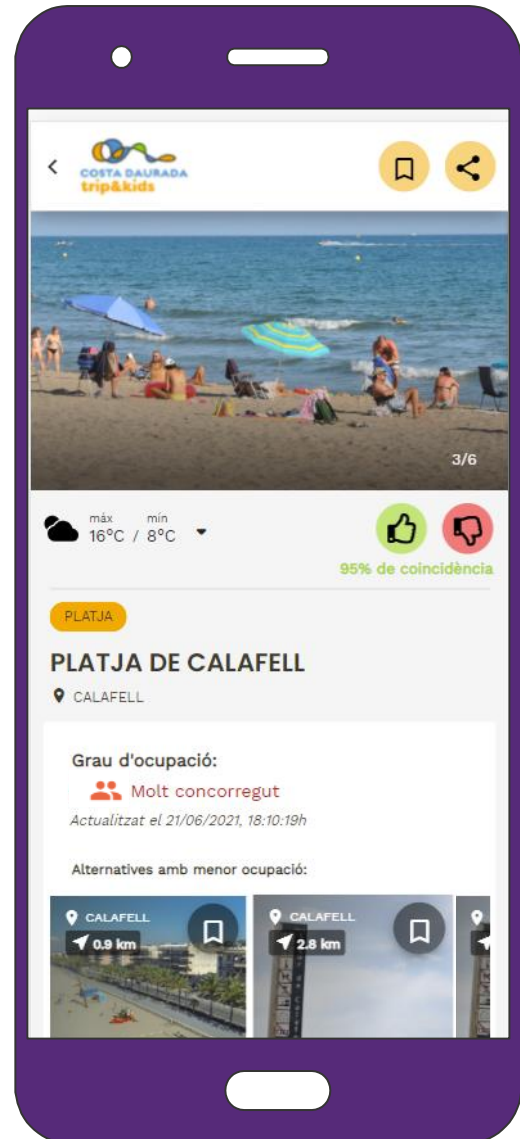 COSTA DAURADA
trip&kids
3/6
máx mín
16°C / 8°C
95% de coincidència
PLATJA
PLATJA DE CALAFELL
CALAFELL
Grau d'ocupació:
Molt concorregut
Actualitzat el 21/06/2021, 18:10:19h
Alternatives amb menor ocupació:
CALAFELL
0.9 km
CALAFELL
2.8 km